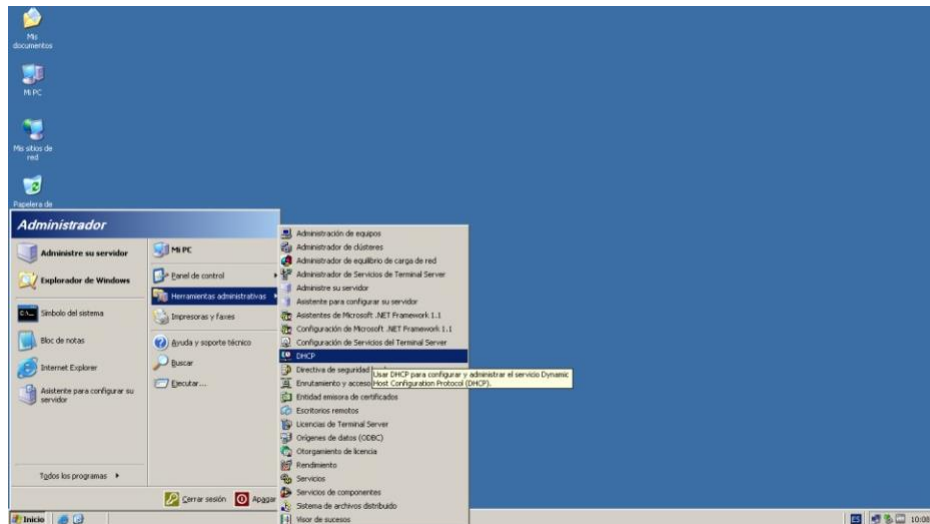 Mis
documentos
Mi PC
Mis sitios de
red
Papelera de
Administrador
Administre su servidor
Explorador de Windows
Símbolo del sistema
Bloc de notas
Internet Explorer
Asistente para configurar su
servidor
Todos los programas
Mi PC
Panel de control
Herramientas administrativas
Impresoras y faxes
Ayuda y soporte técnico
Buscar
Ejecutar...
Cerrar sesión
Apagar
Administración de equipos
Administrador de clústeres
Administrador de equilibrio de carga de red
Administrador de Servicios de Terminal Server
Administre su servidor
Asistente para configurar su servidor
Asistentes de Microsoft .NET Framework 1.1
Configuración de Microsoft .NET Framework 1.1
Configuración de Servicios del Terminal Server
DHCP
Directiva de seguridad
Usar DHCP para configurar y administrar el servicio Dynamic
Host Configuration Protocol (DHCP).
Enrutamiento y acceso
Entidad emisora de certificados
Escritorios remotos
Licencias de Terminal Server
Orígenes de datos (ODBC)
Otorgamiento de licencia
Rendimiento
Servicios
Servicios de componentes
Sistema de archivos distribuido
Visor de sucesos
Inicio
ES
10:08